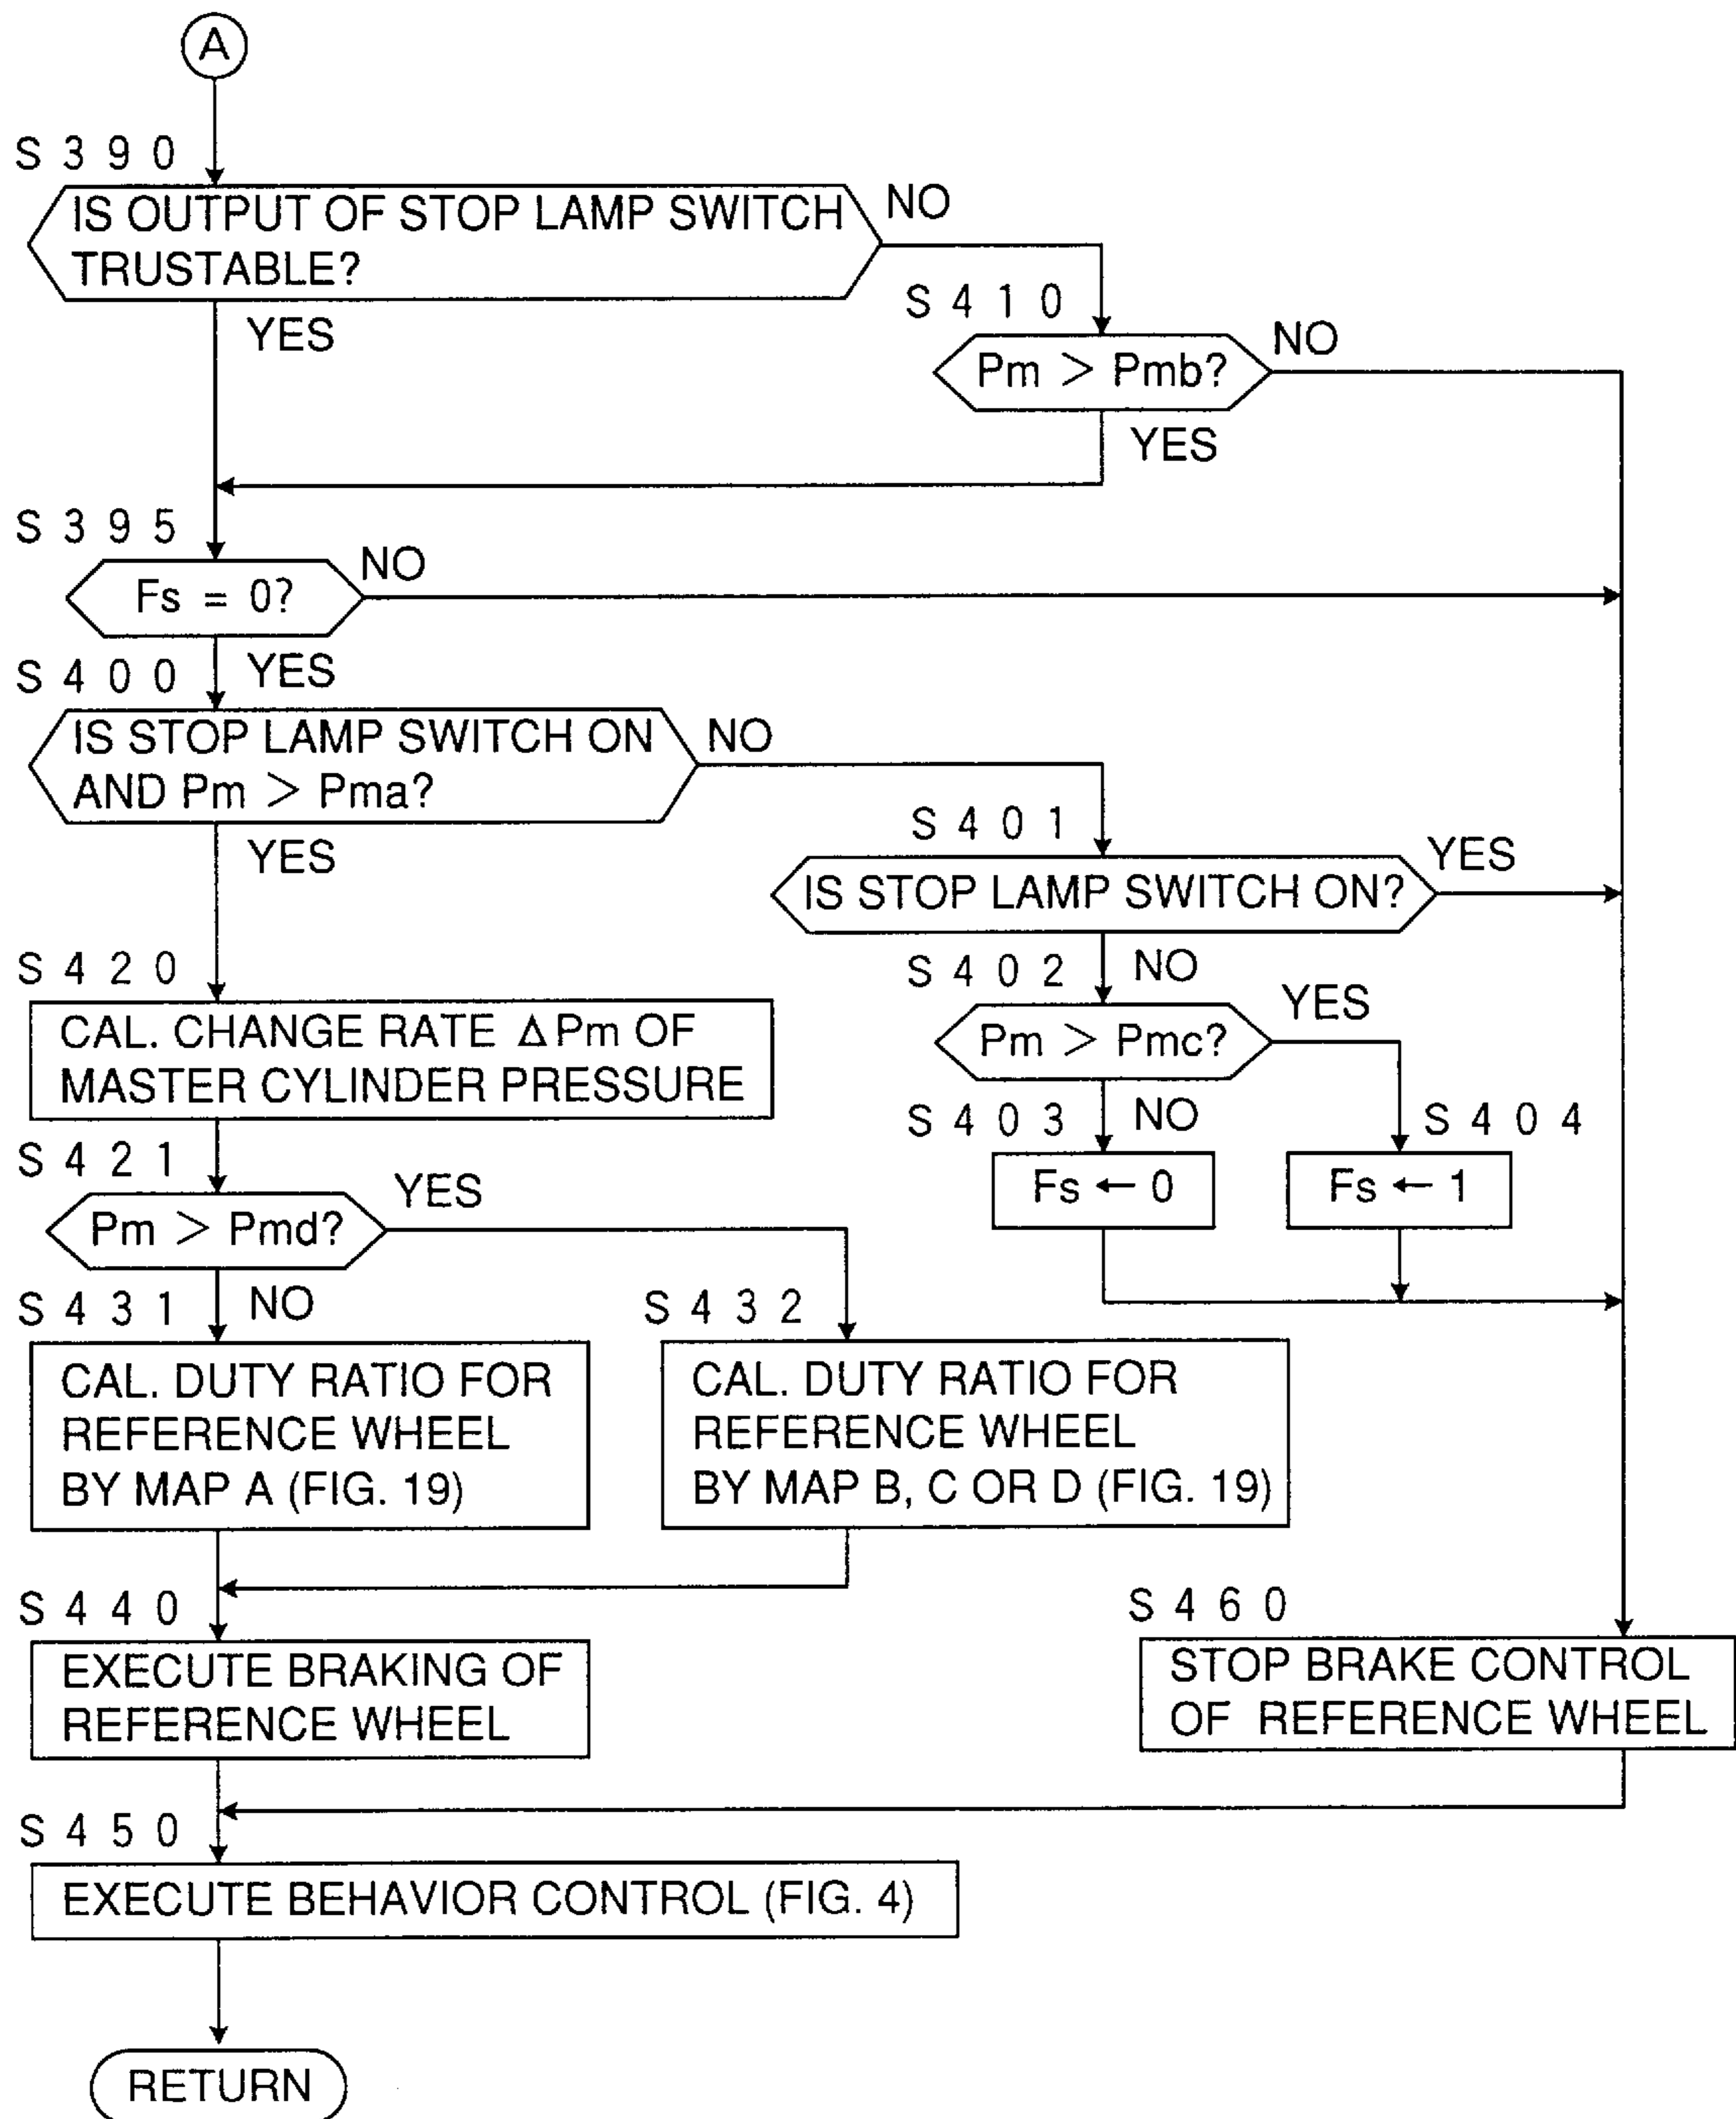 A
S 3 9 0
IS OUTPUT OF STOP LAMP SWITCH
TRUSTABLE?
NO
YES
S 4 1 0
Pm > Pmb?
NO
YES
S 3 9 5
Fs = 0?
NO
YES
S 4 0 0
IS STOP LAMP SWITCH ON
AND Pm > Pma?
NO
YES
S 4 0 1
IS STOP LAMP SWITCH ON?
YES
NO
S 4 0 2
Pm > Pmc?
YES
NO
S 4 0 3
Fs ← 0
S 4 0 4
Fs ← 1
S 4 2 0
CAL. CHANGE RATE ΔPm OF
MASTER CYLINDER PRESSURE
S 4 2 1
Pm > Pmd?
YES
NO
S 4 3 1
CAL. DUTY RATIO FOR
REFERENCE WHEEL
BY MAP A (FIG. 19)
S 4 3 2
CAL. DUTY RATIO FOR
REFERENCE WHEEL
BY MAP B, C OR D (FIG. 19)
S 4 4 0
EXECUTE BRAKING OF
REFERENCE WHEEL
S 4 6 0
STOP BRAKE CONTROL
OF REFERENCE WHEEL
S 4 5 0
EXECUTE BEHAVIOR CONTROL (FIG. 4)
RETURN